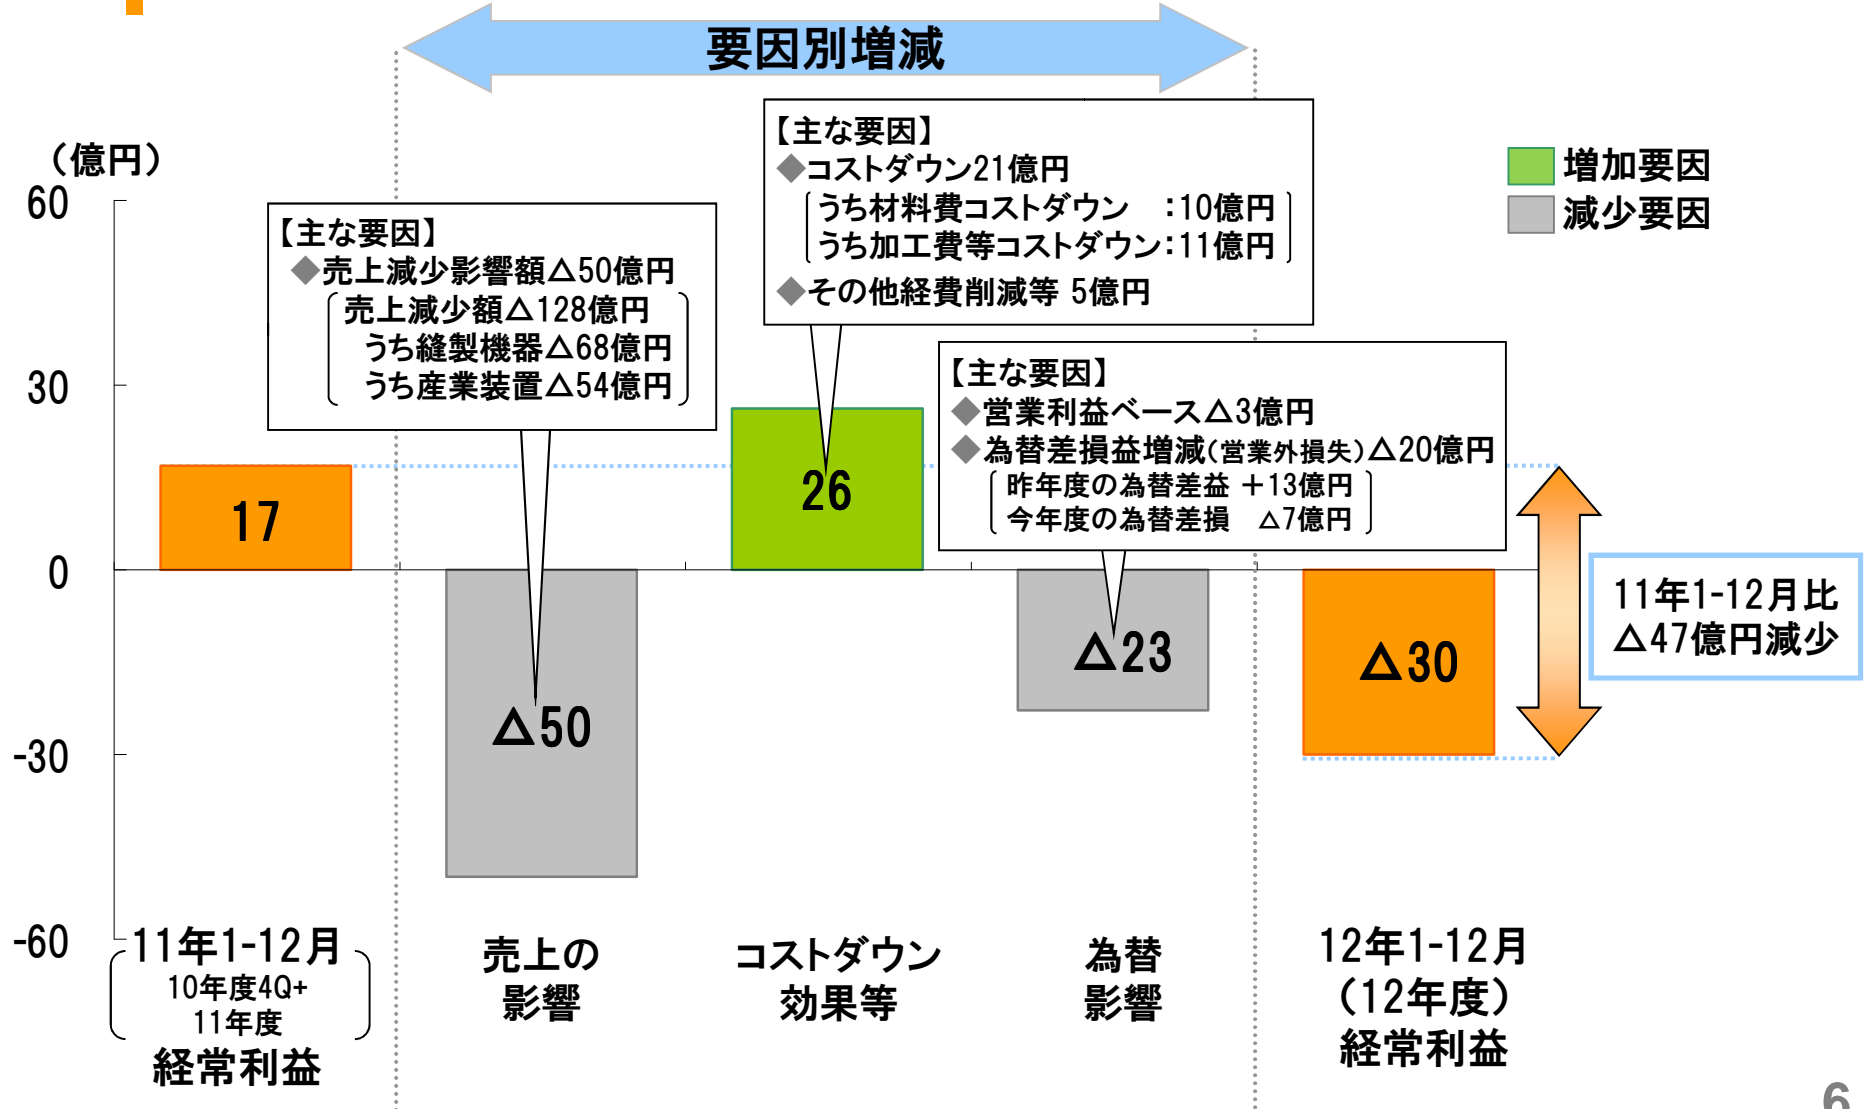 要因別増減
（億円）
60
30
0
-30
-60
増加要因
減少要因
【主な要因】
◆売上減少影響額△50億円
売上減少額△128億円
うち縫製機器△68億円
うち産業装置△54億円
【主な要因】
◆コストダウン21億円
うち材料費コストダウン　：10億円
うち加工費等コストダウン：11億円
◆その他経費削減等 5億円
【主な要因】
◆営業利益ベース△3億円
◆為替差損益増減（営業外損失）△20億円
昨年度の為替差益 ＋13億円
今年度の為替差損　△7億円
17
△50
26
△23
△30
11年1-12月比
△47億円減少
11年1-12月
10年度4Q+
11年度
経常利益
売上の
影響
コストダウン
効果等
為替
影響
12年1-12月
（12年度）
経常利益
6